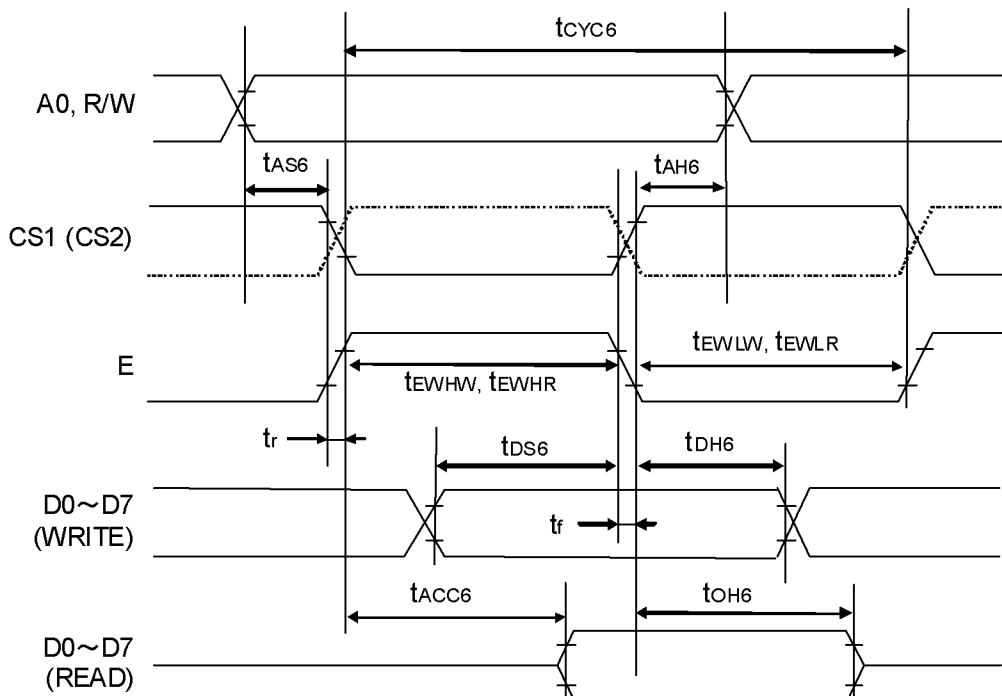 tCYC6
A0, R/W
tAS6
tAH6
CS1 (CS2)
tEWLW, tEWLR
E
tEWHW, tEWHR
tr
tDS6
tDH6
D0~D7
(WRITE)
tf
tACC6
tOH6
D0~D7
(READ)